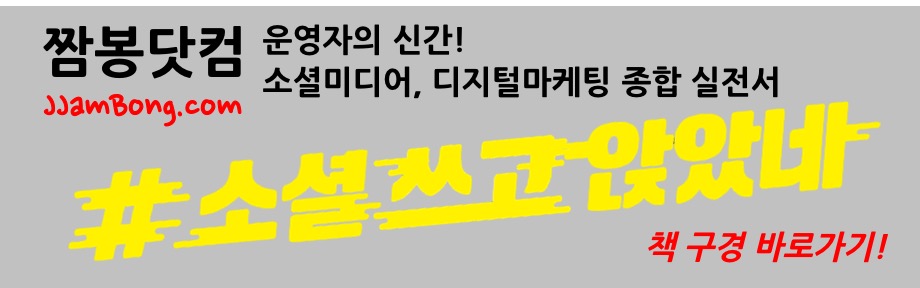 짬봉닷컴
JJamBong.com
운영자의 신간!
소셜미디어, 디지털마케팅 종합 실전서
#소셜쓰고앉았네
책 구경 바로가기!